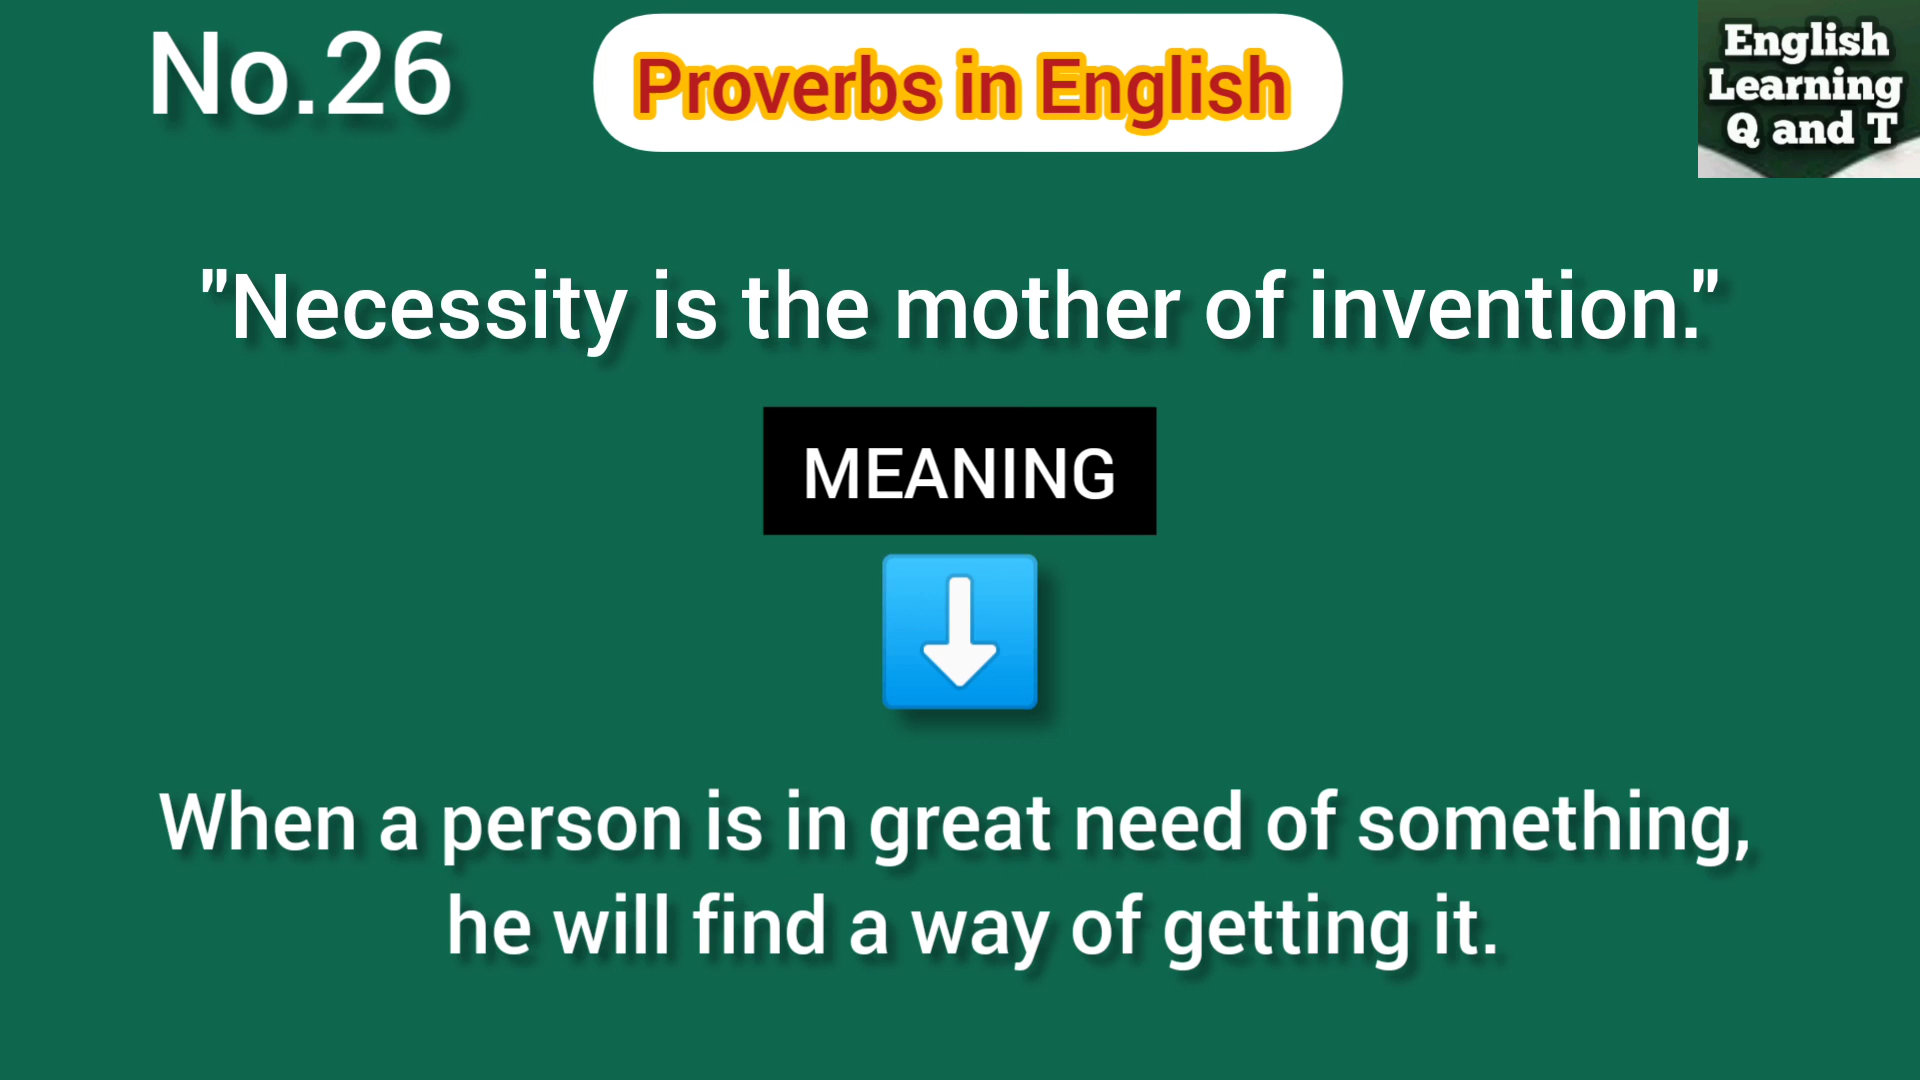 No.26
Proverbs in English
English
Learning
Q and T
"Necessity is the mother of invention."
MEANING
When a person is in great need of something,
he will find a way of getting it.